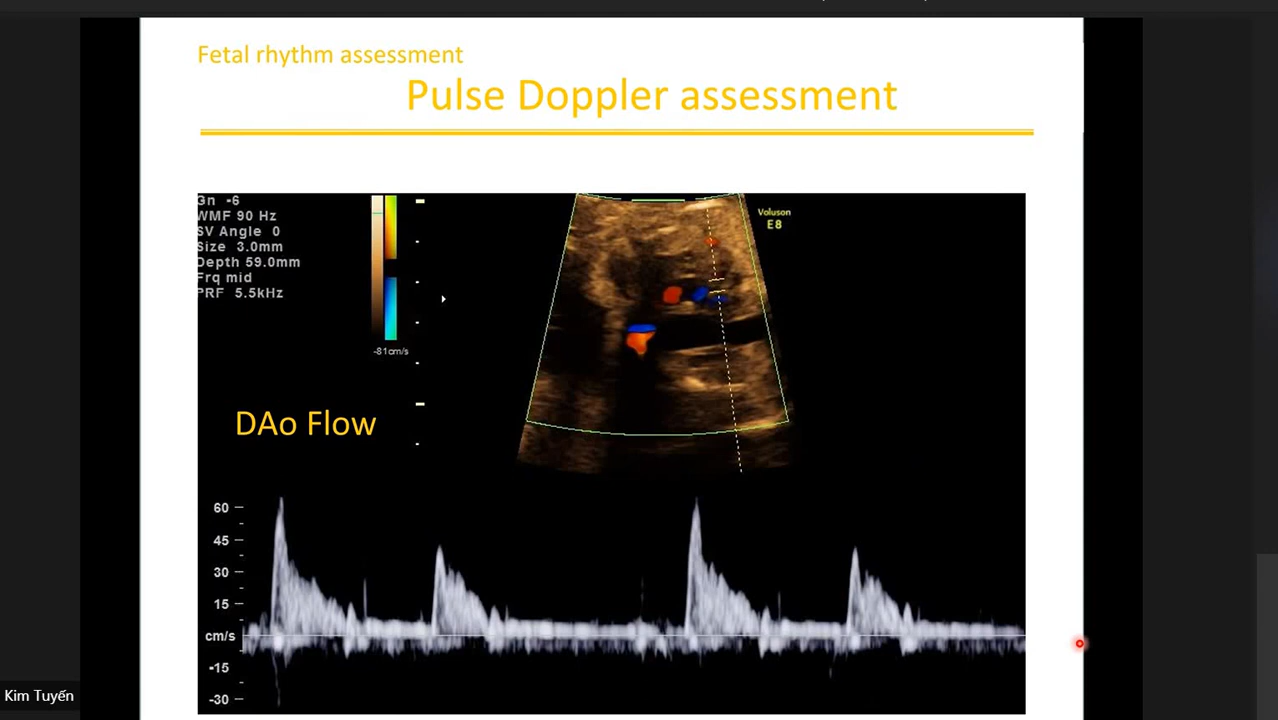 Fetal rhythm assessment
Pulse Doppler assessment
Gn -6
WMF 90 Hz
SV Angle 0
Size 3.0mm
Depth 59.0mm
Frq mid
PRF 5.5kHz
-81cm/s
Voluson
E8
DAo Flow
60
45
30
15
cm/s
-15
-30
Kim Tuyến